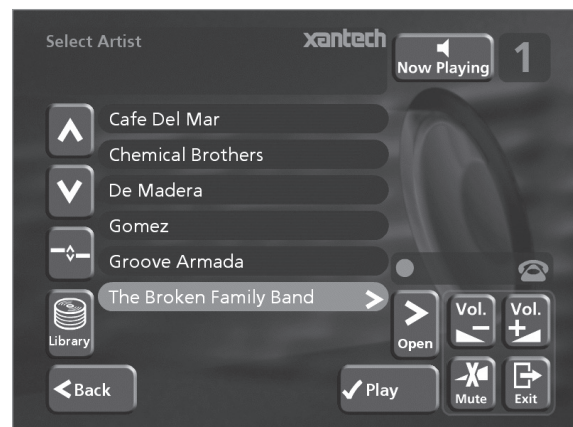 Select Artist
xantech
Now Playing
1
Cafe Del Mar
Chemical Brothers
De Madera
Gomez
Groove Armada
The Broken Family Band
Library
Open
Vol.
Vol.
Back
Play
Mute
Exit